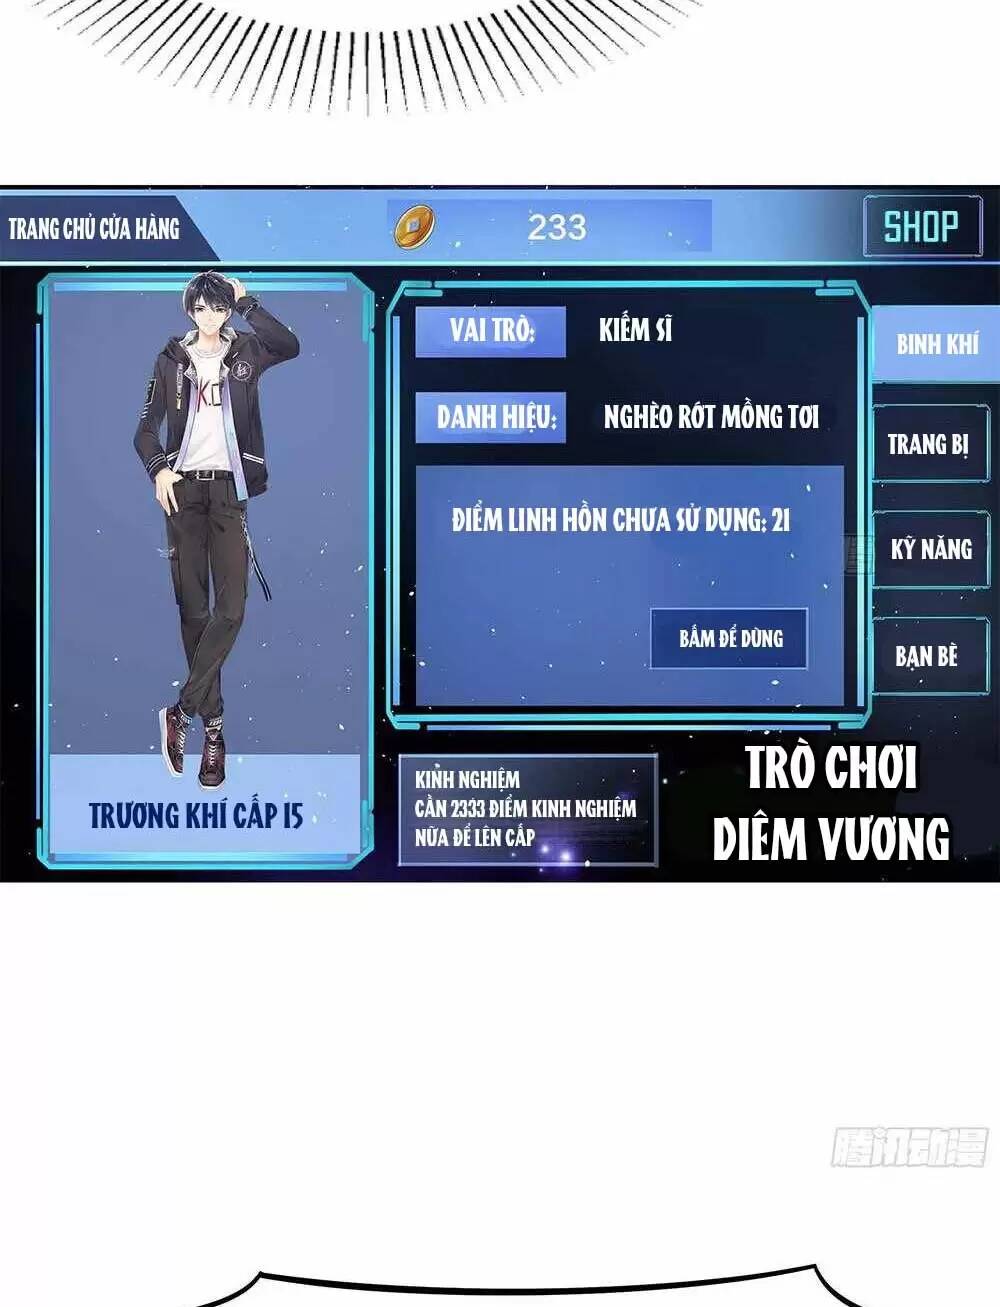 TRANG CHỦ CỬA HÀNG
233
SHOP
VAI TRÒ: KIẾM SĨ
BINH KHÍ
DANH HIỆU: NGHÈO RỚT MỒNG TƠI
TRANG BỊ
ĐIỂM LINH HỒN CHƯA SỬ DỤNG: 21
KỸ NĂNG
BẤM ĐỂ DÙNG
BẠN BÈ
K.O
TRƯƠNG KHÍ CẤP 15
KINH NGHIỆM
CẦN 2333 ĐIỂM KINH NGHIỆM
NỮA ĐỂ LÊN CẤP
TRÒ CHƠI
DIÊM VƯƠNG
腾讯动漫